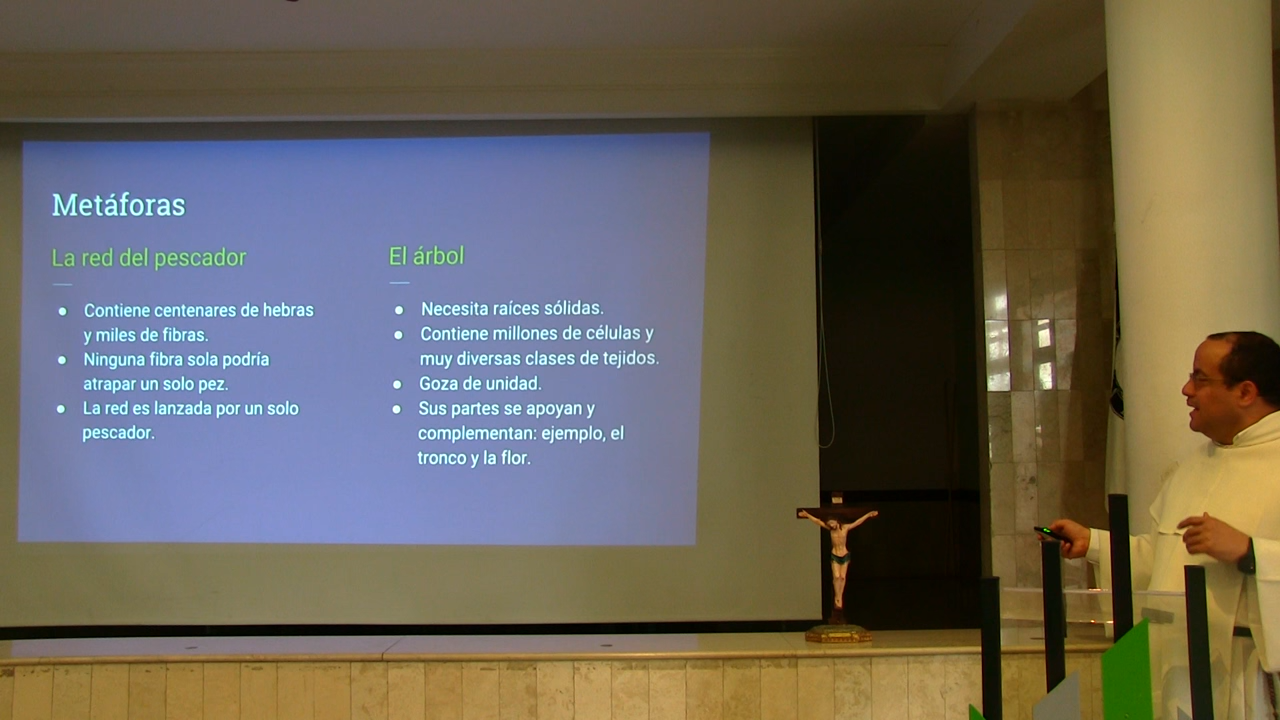 Metáforas
La red del pescador
● Contiene centenares de hebras
y miles de fibras.
● Ninguna fibra sola podría
atrapar un solo pez.
● La red es lanzada por un solo
pescador.
El árbol
● Necesita raíces sólidas.
● Contiene millones de células y
muy diversas clases de tejidos.
● Goza de unidad.
● Sus partes se apoyan y
complementan: ejemplo, el
tronco y la flor.